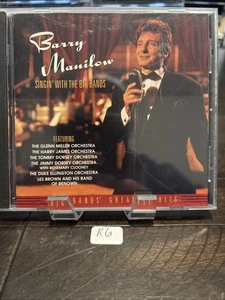 Barry
Manilow
SINGIN' WITH THE BIG BANDS
FEATURING
THE GLENN MILLER ORCHESTRA
THE HARRY JAMES ORCHESTRA
THE TOMMY DORSEY ORCHESTRA
THE JIMMY DORSEY ORCHESTRA
WITH ROSEMARY CLOONEY
THE DUKE ELLINGTON ORCHESTRA
LES BROWN AND HIS BAND
OF RENOWN
BIG BANDS' GREATEST HITS